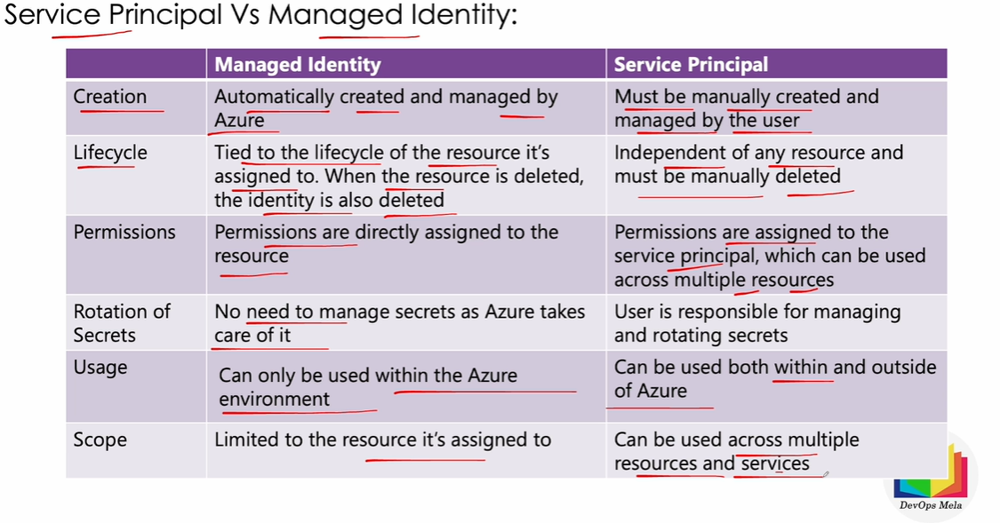 Service Principal Vs Managed Identity:
Managed Identity
Service Principal
Creation
Automatically created and managed by
Azure
Must be manually created and
managed by the user
Lifecycle
Tied to the lifecycle of the resource it's
assigned to. When the resource is deleted,
the identity is also deleted
Independent of any resource and
must be manually deleted
Permissions
Permissions are directly assigned to the
resource
Permissions are assigned to the
service principal, which can be used
across multiple resources
Rotation of
Secrets
No need to manage secrets as Azure takes
care of it
User is responsible for managing
and rotating secrets
Usage
Can only be used within the Azure
environment
Can be used both within and outside
of Azure
Scope
Limited to the resource it's assigned to
Can be used across multiple
resources and services
DevOps Mela